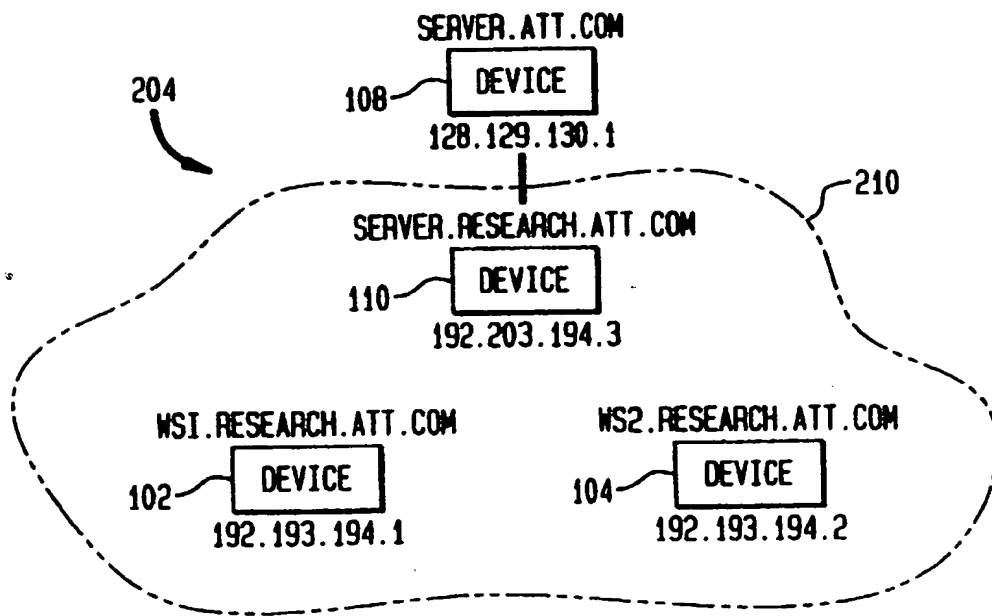 SERVER.ATT.COM
204
108
DEVICE
128.129.130.1
210
SERVER.RESEARCH.ATT.COM
110
DEVICE
192.203.194.3
WSI.RESEARCH.ATT.COM
WS2.RESEARCH.ATT.COM
102
DEVICE
104
DEVICE
192.193.194.1
192.193.194.2